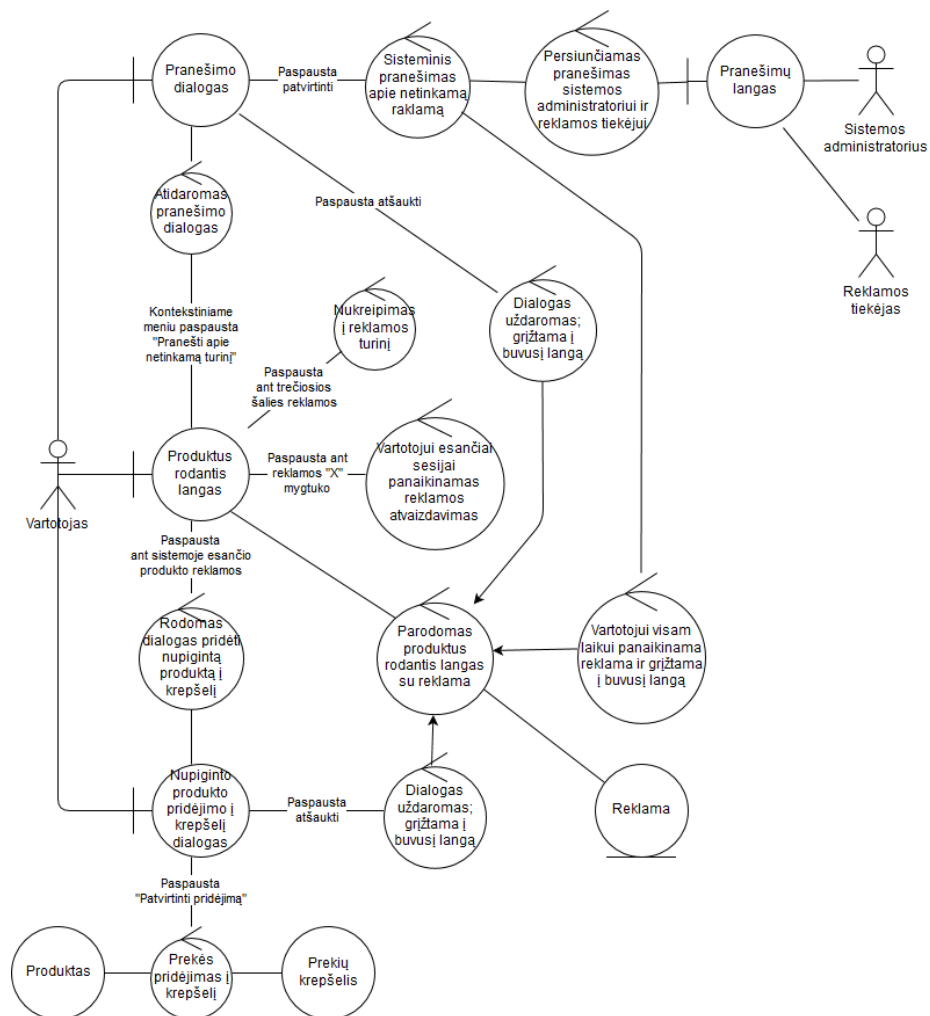 Pranešimo
dialogas
Paspausta
patvirtinti
Sisteminis
pranešimas
apie netinkamą
raklamą
Persiunčiamas
pranešimas
sistemos
administratoriui ir
reklamos tiekėjui
Pranešimų
langas
Sistemos
administratorius
Atidaromas
pranešimo
dialogas
Paspausta atšaukti
Reklamos
tiekėjas
Kontekstiniame
meniu paspausta
"Pranešti apie
netinkamą turinį"
Nukreipimas
į reklamos
turinį
Dialogas
uždaromas;
grįžtama į
buvusį langą
Paspausta
ant trečiosios
šalies reklamos
Vartotojas
Produktus
rodantis
langas
Paspausta ant
reklamos "X"
mygtuko
Vartotojui esančiai
sesijai
panaikinamas
reklamos
atvaizdavimas
Paspausta
ant sistemoje esančio
produkto reklamos
Rodomas
dialogas pridėti
nupigintą
produktą į
krepšelį
Parodomas
produktus
rodantis langas
su reklama
Vartotojui visam
laikui panaikinama
reklama ir grįžtama
į buvusį langą
Nupiginto
produkto
pridėjimo į
krepšelį
dialogas
Paspausta
atšaukti
Dialogas
uždaromas;
grįžtama į
buvusį langą
Reklama
Paspausta
"Patvirtinti pridėjimą"
Produktas
Prekės
pridėjimas į
krepšelį
Prekių
krepšelis